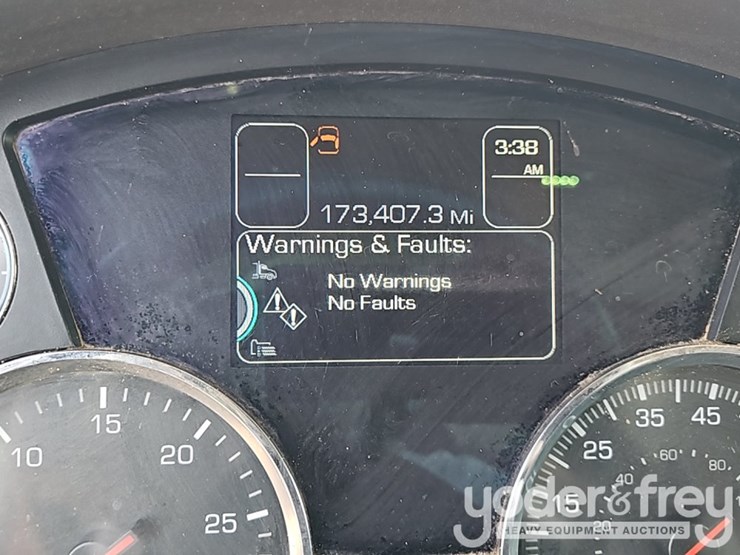 3:38
AM
173,407.3 Mi
Warnings & Faults:
No Warnings
No Faults
10
15
20
25
15
25
35
45
20
40
60
80
yoder&frey
HEAVY EQUIPMENT AUCTIONS